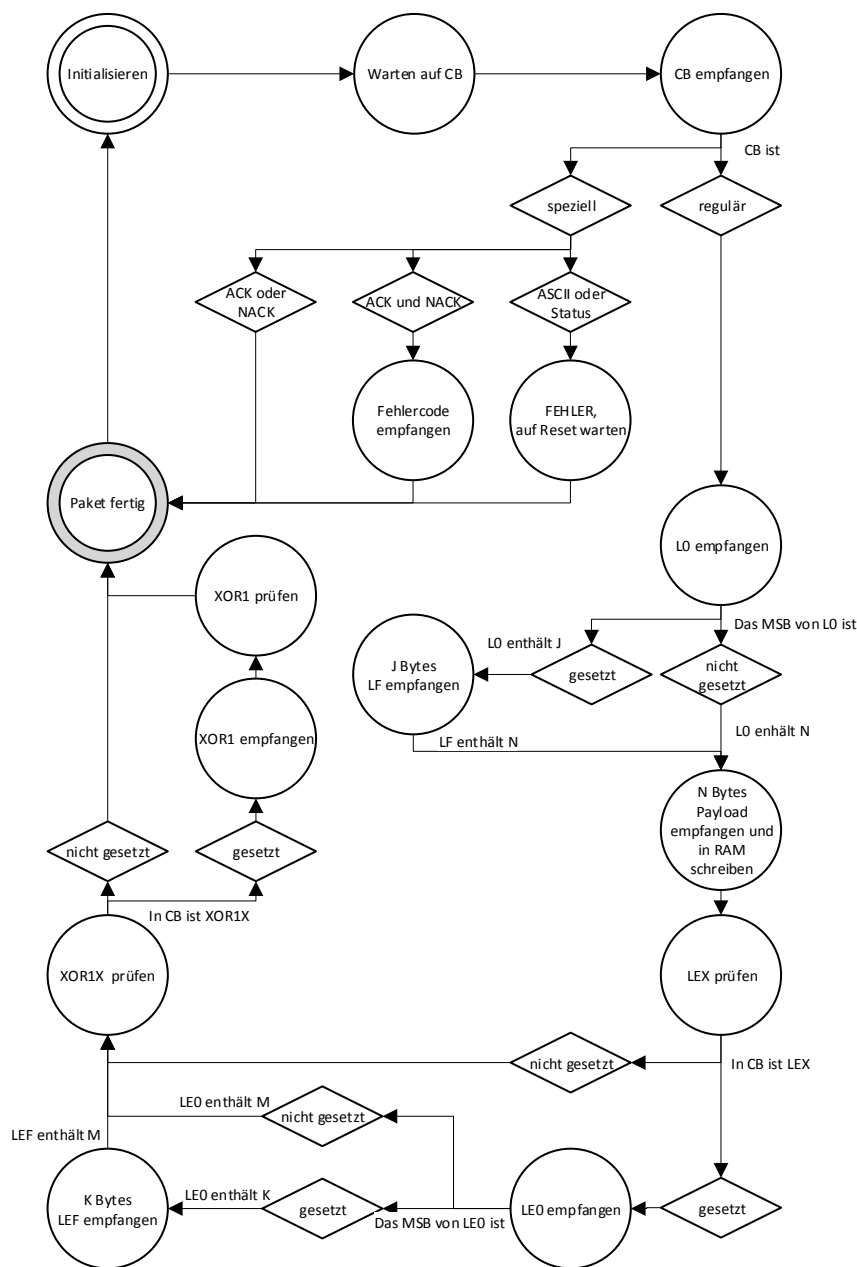 Initialisieren
Warten auf CB
CB empfangen
CB ist
speziell
regulär
ACK oder
NACK
ACK und NACK
ASCII oder
Status
Fehlercode
empfangen
FEHLER,
auf Reset warten
Paket fertig
L0 empfangen
XOR1 prüfen
Das MSB von L0 ist
L0 enthält J
J Bytes
LF empfangen
gesetzt
nicht
gesetzt
XOR1 empfangen
LF enthält N
L0 enhält N
N Bytes
Payload
empfangen und
in RAM
schreiben
nicht gesetzt
gesetzt
In CB ist XOR1X
XOR1X prüfen
LEX prüfen
nicht gesetzt
In CB ist LEX
LE0 enthält M
nicht gesetzt
LEF enthält M
K Bytes
LEF empfangen
LE0 enthält K
gesetzt
Das MSB von LE0 ist
LE0 empfangen
gesetzt